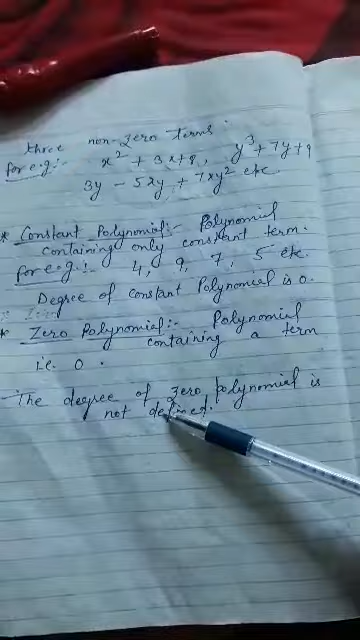 three non-zero terms.
For e.g:- x² + 3x+9, y³+7y+9
3y - 5xy + 7xy² etc.
* Constant Polynomial:- Polynomial
containing only constant term.
For e.g:- 4, 9, 7, 5 etc.
Degree of constant Polynomial is 0.
* Zero Polynomial:- Polynomial
containing a term
i.e. 0.
The degree of zero polynomial is
not defined.